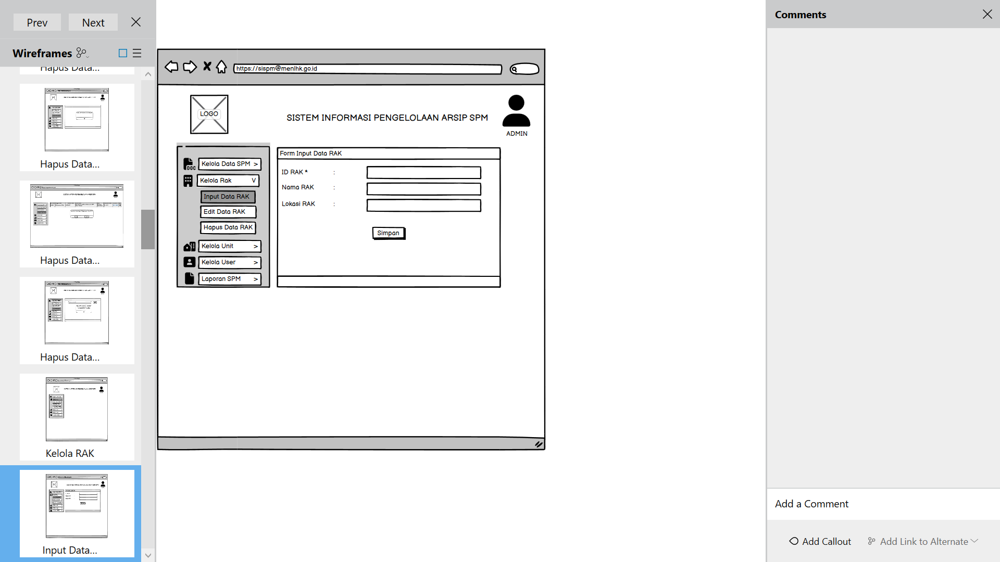 Prev Next
Wireframes
Hapus Data...
Hapus Data...
Hapus Data...
Hapus Data...
Kelola RAK
Input Data...
https://sispm@menlhk.go.id
LOGO
SISTEM INFORMASI PENGELOLAAN ARSIP SPM
ADMIN
DOC
Kelola Data SPM >
Kelola Rak V
Input Data RAK
Edit Data RAK
Hapus Data RAK
Kelola Unit >
Kelola User >
Laporan SPM >
Form Input Data RAK
ID RAK * :
Nama RAK :
Lokasi RAK :
Simpan
Comments
Add a Comment
Add Callout
Add Link to Alternate